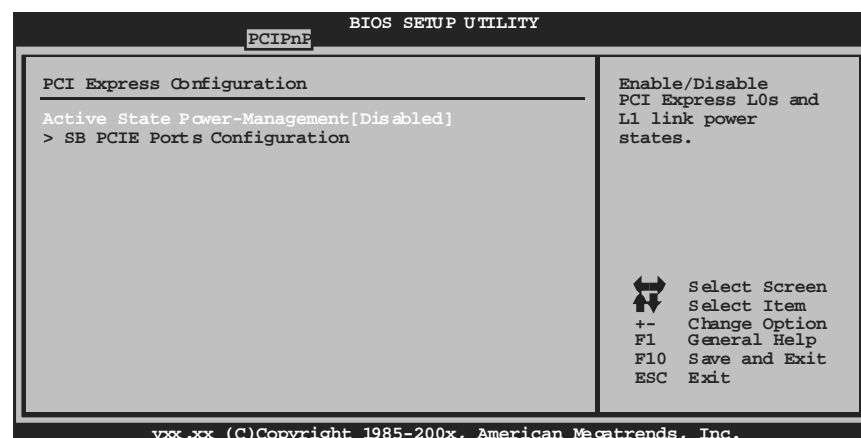 BIOS SETUP UTILITY
PCIPnP
PCI Express Configuration
Active State Power-Management[Disabled]
> SB PCIE Ports Configuration
Enable/Disable
PCI Express L0s and
L1 link power
states.
Select Screen
Select Item
+- Change Option
F1 General Help
F10 Save and Exit
ESC Exit
vxx.xx (C)Copyright 1985-200x, American Megatrends, Inc.